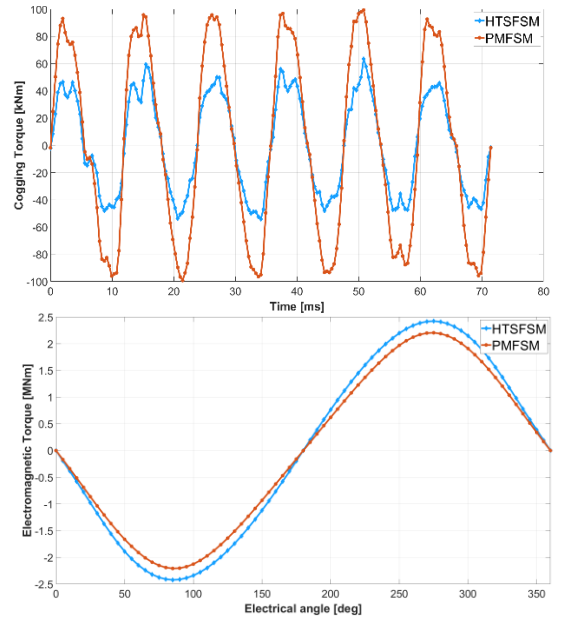 100
80
60
40
20
0
-20
-40
-60
-80
-100
Cogging Torque [kNm]
HTSFSM
PMFSM
0 10 20 30 40 50 60 70 80
Time [ms]
2.5
2
1.5
1
0.5
0
-0.5
-1
-1.5
-2
-2.5
Electromagnetic Torque [MNm]
HTSFSM
PMFSM
0 50 100 150 200 250 300 350
Electrical angle [deg]